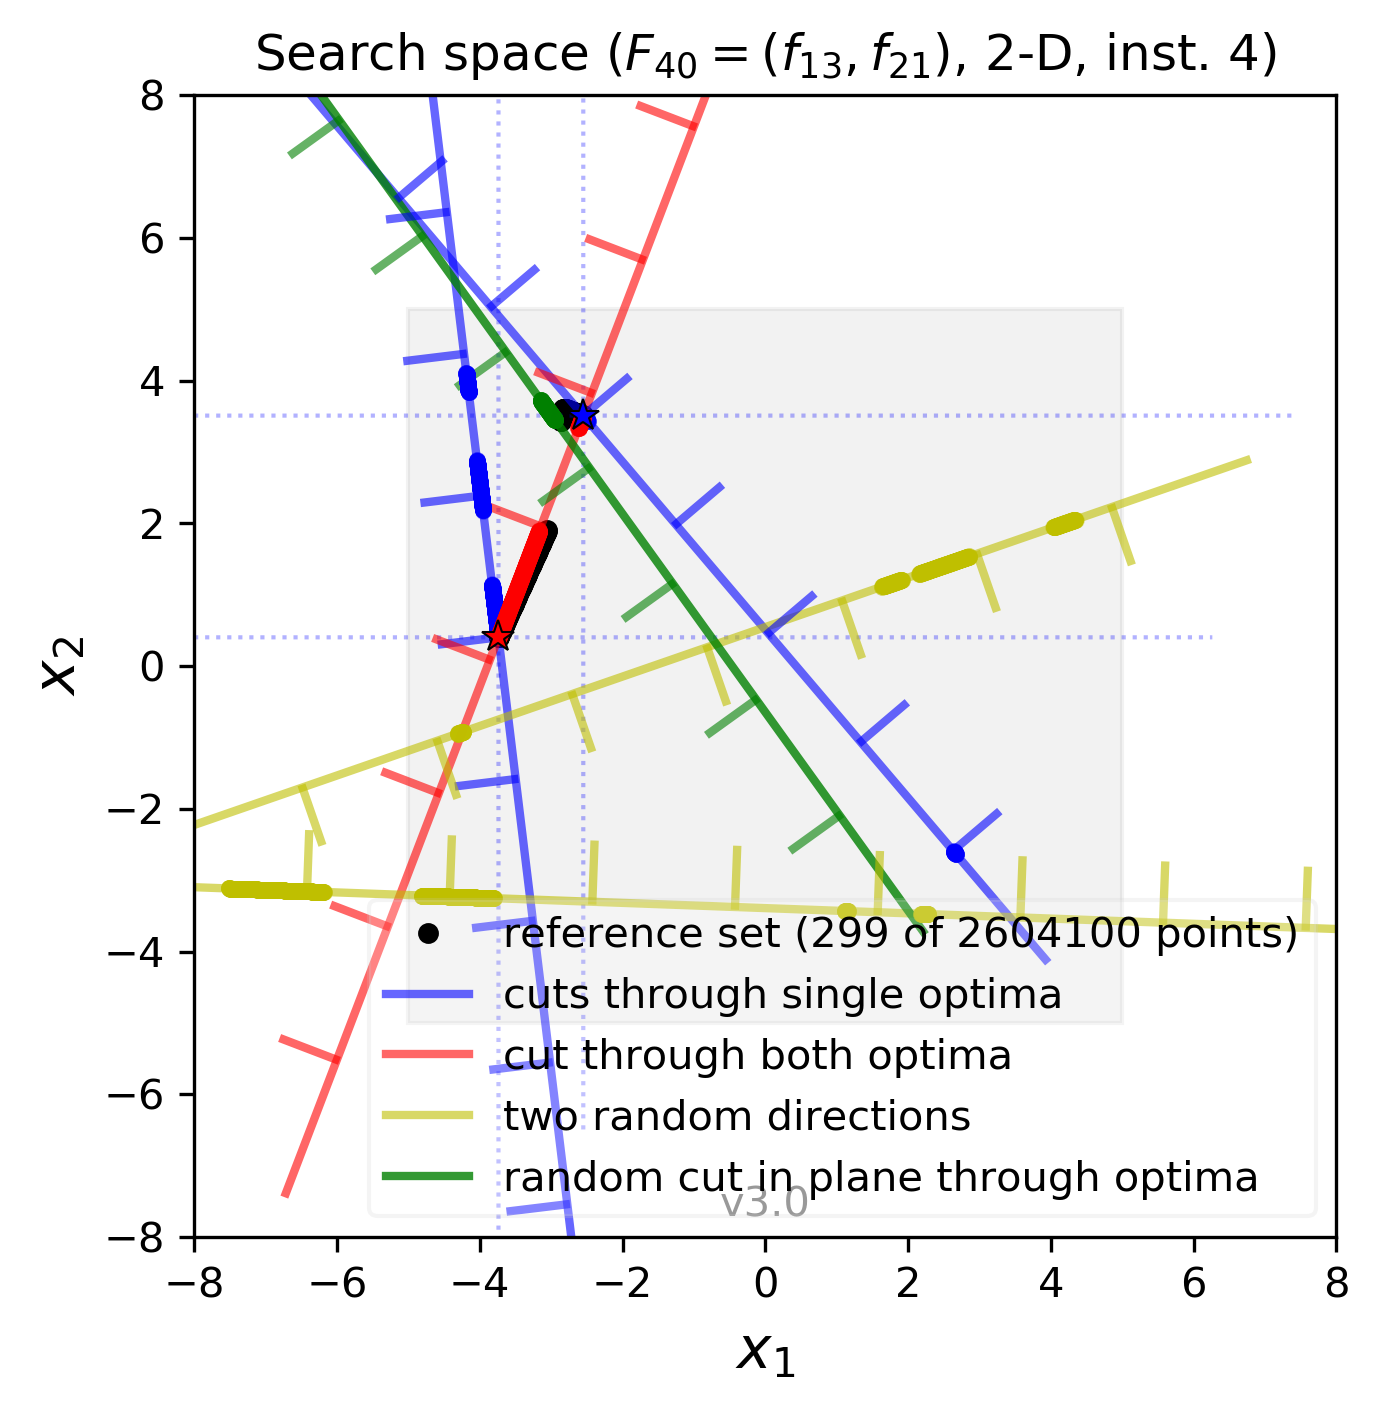 Search space (F₄₀ = (f₁₃, f₂₁), 2-D, inst. 4)
8
6
4
2
0
−2
−4
−6
−8
x₂
reference set (299 of 2604100 points)
cuts through single optima
cut through both optima
two random directions
random cut in plane through optima
v3.0
−8 −6 −4 −2 0 2 4 6 8
x₁